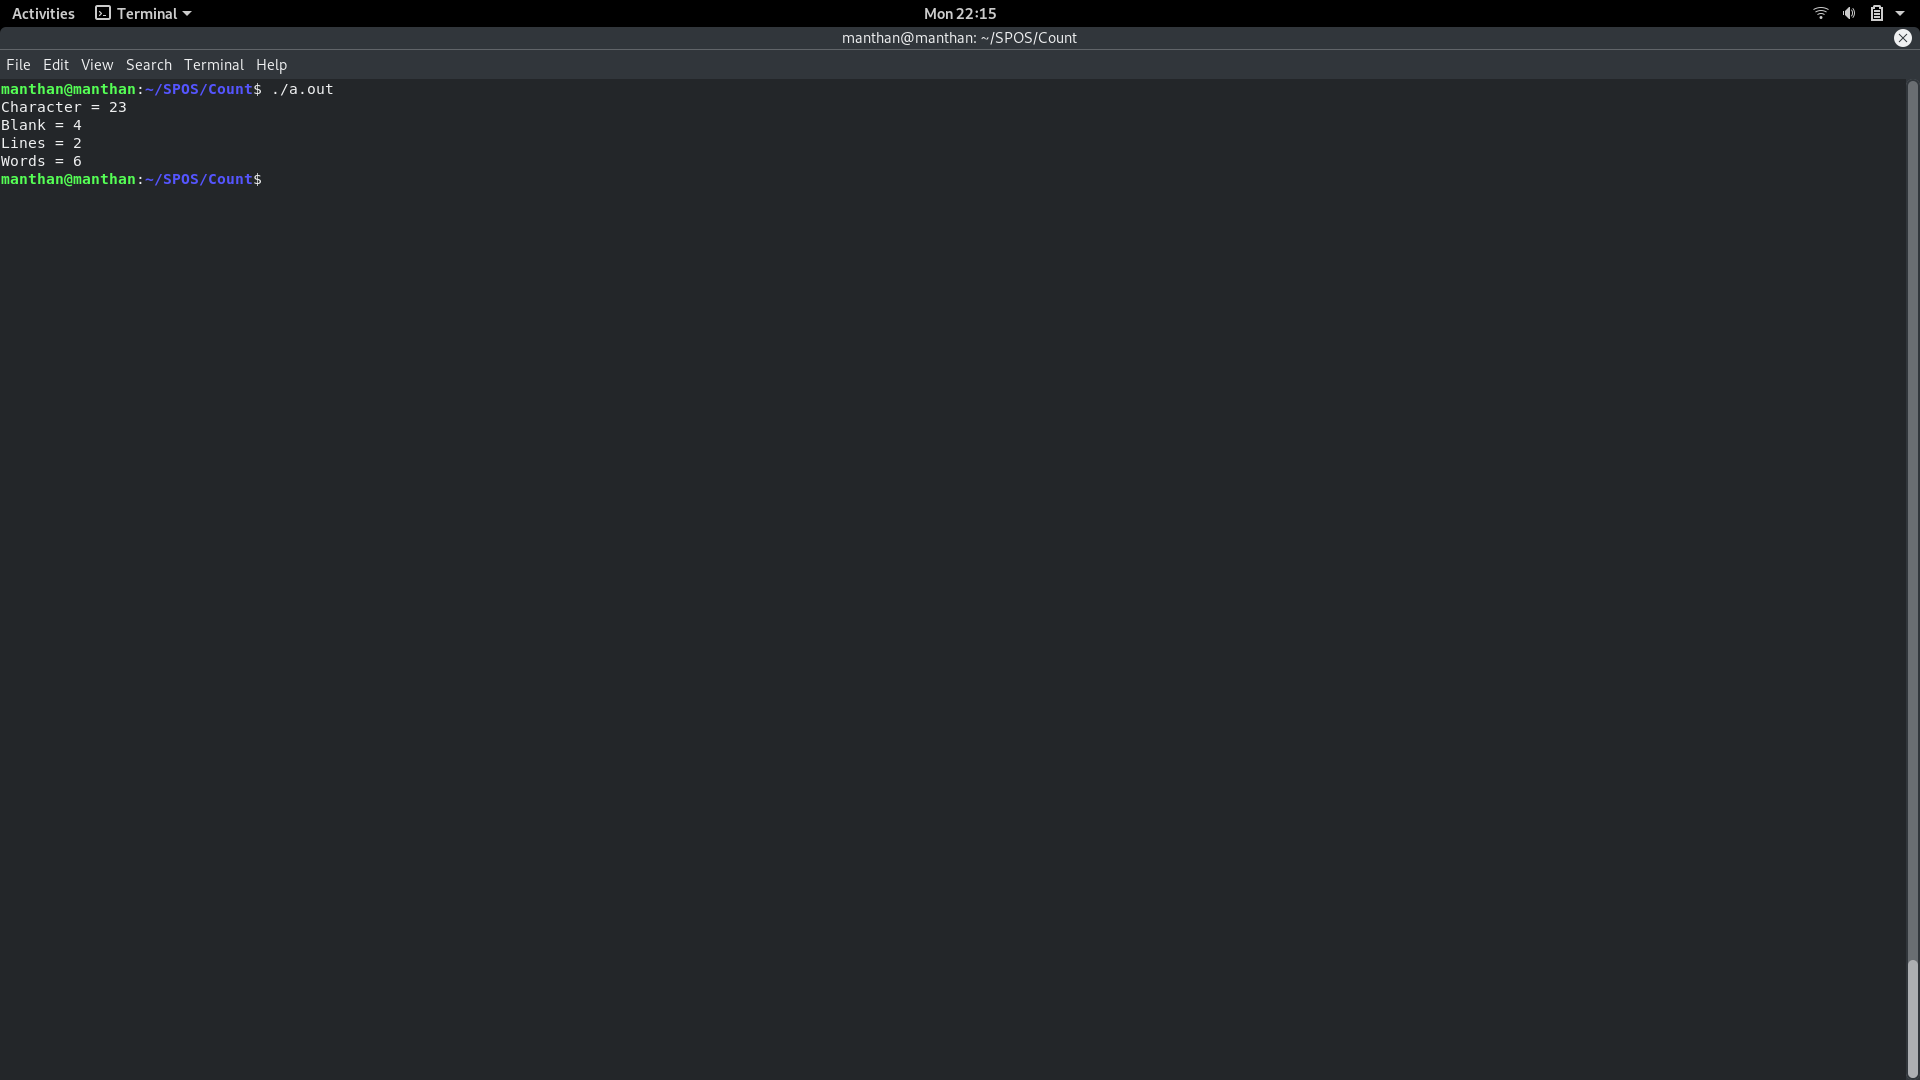 Activities Terminal Mon 22:15
manthan@manthan: ~/SPOS/Count
File Edit View Search Terminal Help
manthan@manthan:~/SPOS/Count$ ./a.out
Character = 23
Blank = 4
Lines = 2
Words = 6
manthan@manthan:~/SPOS/Count$